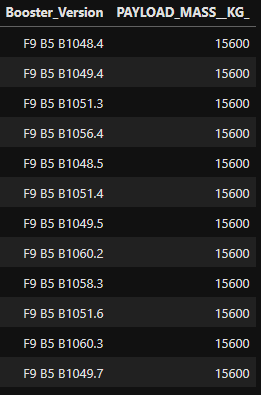 Booster_Version PAYLOAD_MASS__KG_
F9 B5 B1048.4 15600
F9 B5 B1049.4 15600
F9 B5 B1051.3 15600
F9 B5 B1056.4 15600
F9 B5 B1048.5 15600
F9 B5 B1051.4 15600
F9 B5 B1049.5 15600
F9 B5 B1060.2 15600
F9 B5 B1058.3 15600
F9 B5 B1051.6 15600
F9 B5 B1060.3 15600
F9 B5 B1049.7 15600